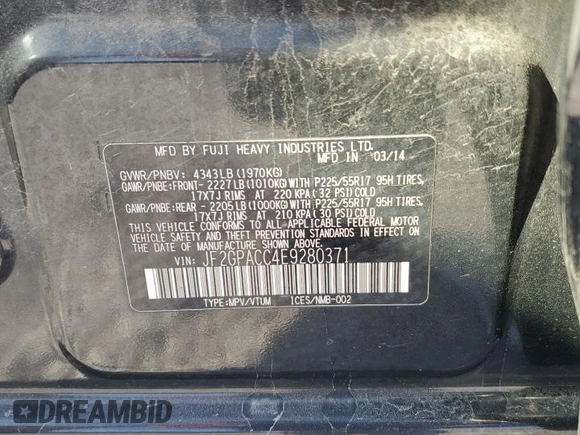 MFD BY FUJI HEAVY INDUSTRIES LTD.
MFD IN 03/14
GVWR/PNBV: 4343LB(1970KG)
GAWR/PNBE:FRONT- 2227LB(1010KG)WITH P225/55R17 95H TIRES,
17X7J RIMS AT 220 KPA(32 PSI)COLD
GAWR/PNBE:REAR - 2205LB(1000KG)WITH P225/55R17 95H TIRES,
17X7J RIMS AT 210 KPA(30 PSI)COLD
THIS VEHICLE CONFORMS TO ALL APPLICABLE FEDERAL MOTOR
VEHICLE SAFETY AND THEFT PREVENTION STANDARDS IN EFFECT ON
THE DATE OF MANUFACTURE SHOWN ABOVE.
VIN: JF2GPACC4E9280371
TYPE:MPV/VTUM ICES/NMB-002
DREAMBID